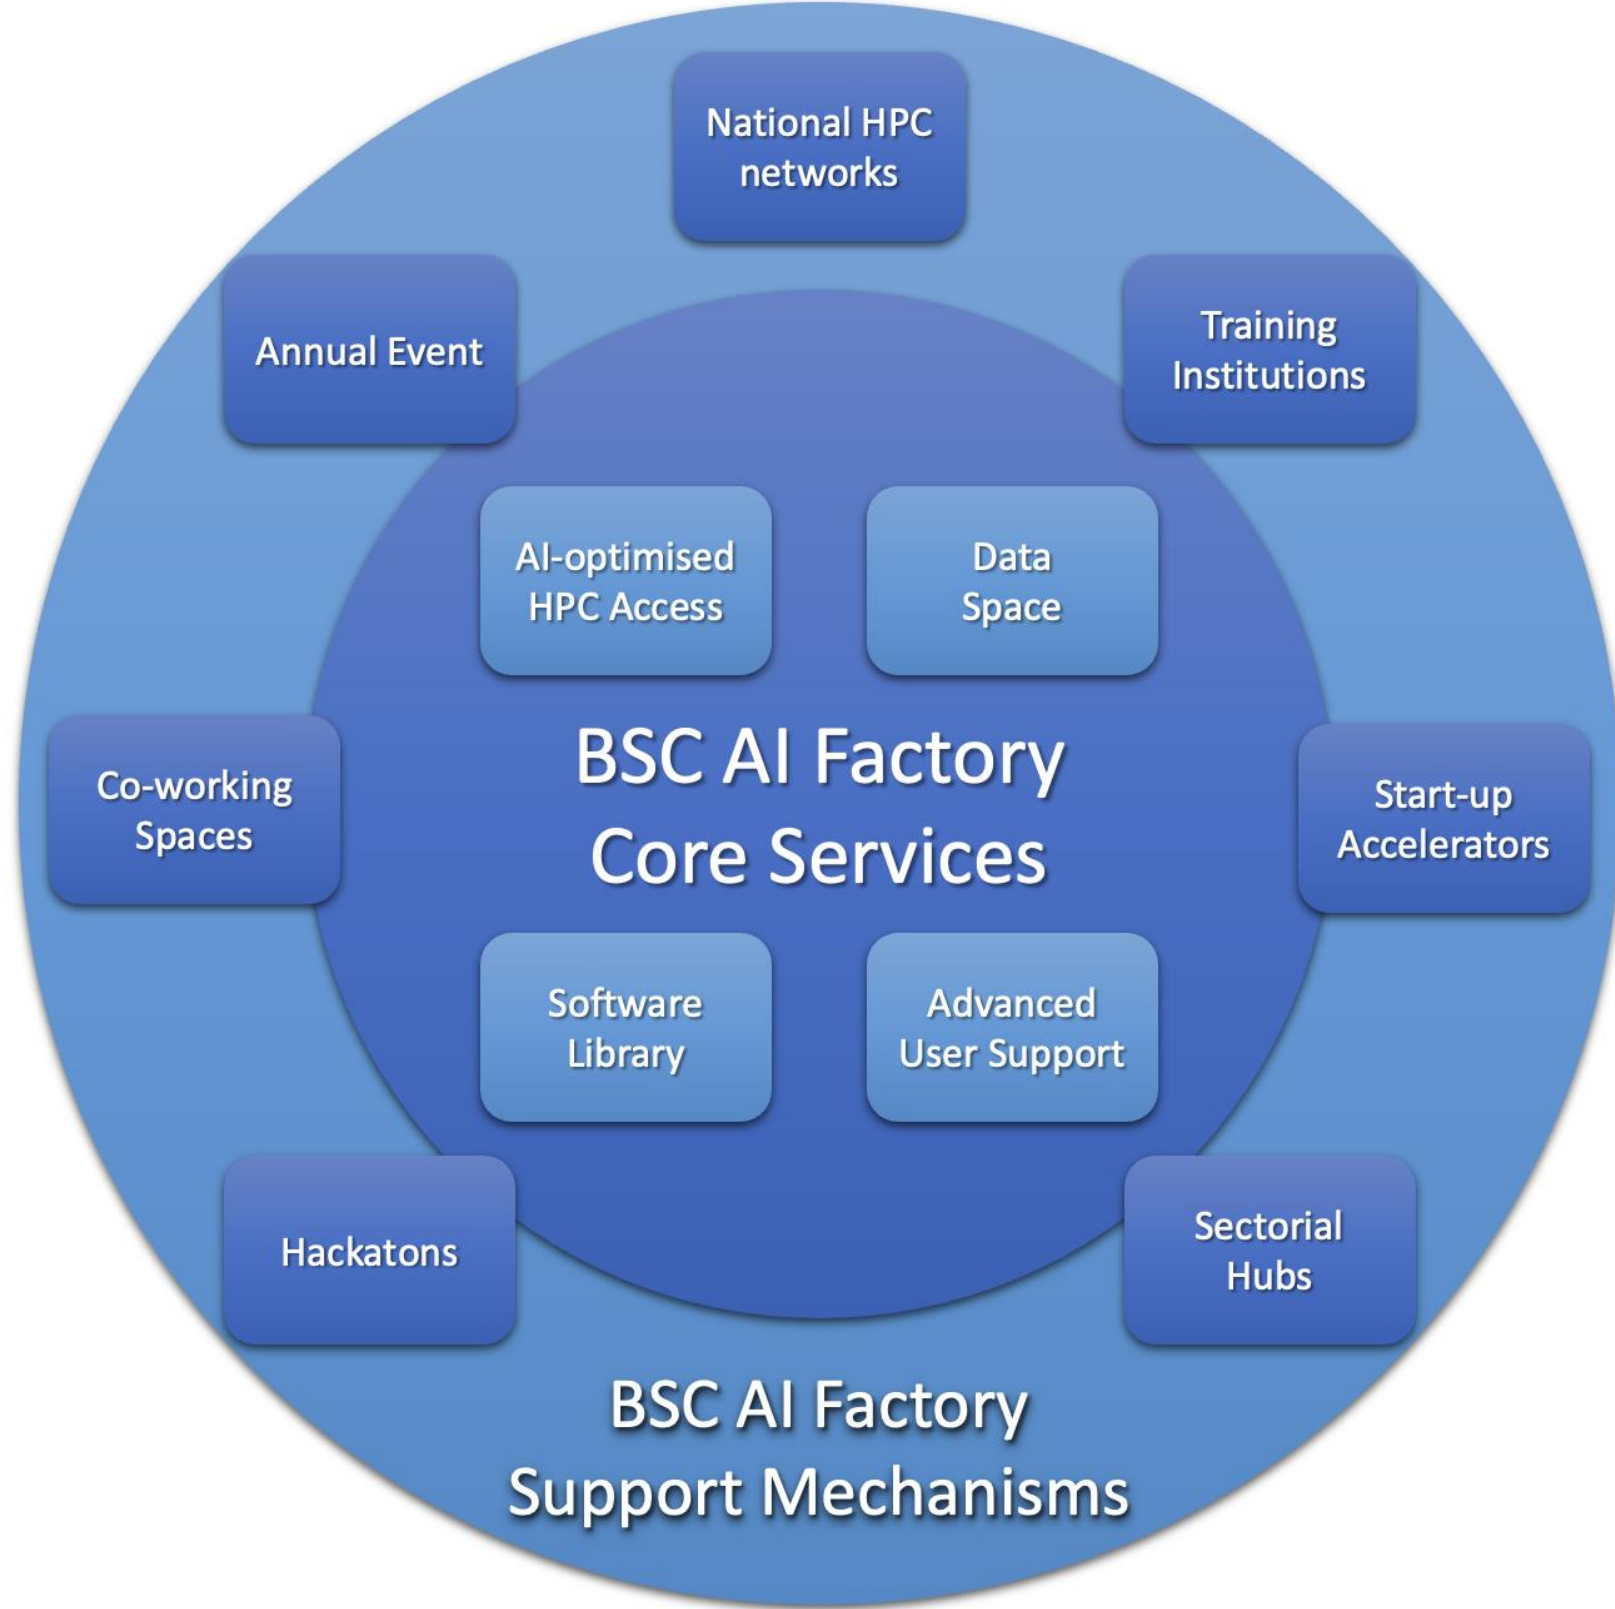 National HPC
networks
Annual Event
Training
Institutions
AI-optimised
HPC Access
Data
Space
Co-working
Spaces
BSC AI Factory
Core Services
Start-up
Accelerators
Software
Library
Advanced
User Support
Hackatons
Sectorial
Hubs
BSC AI Factory
Support Mechanisms